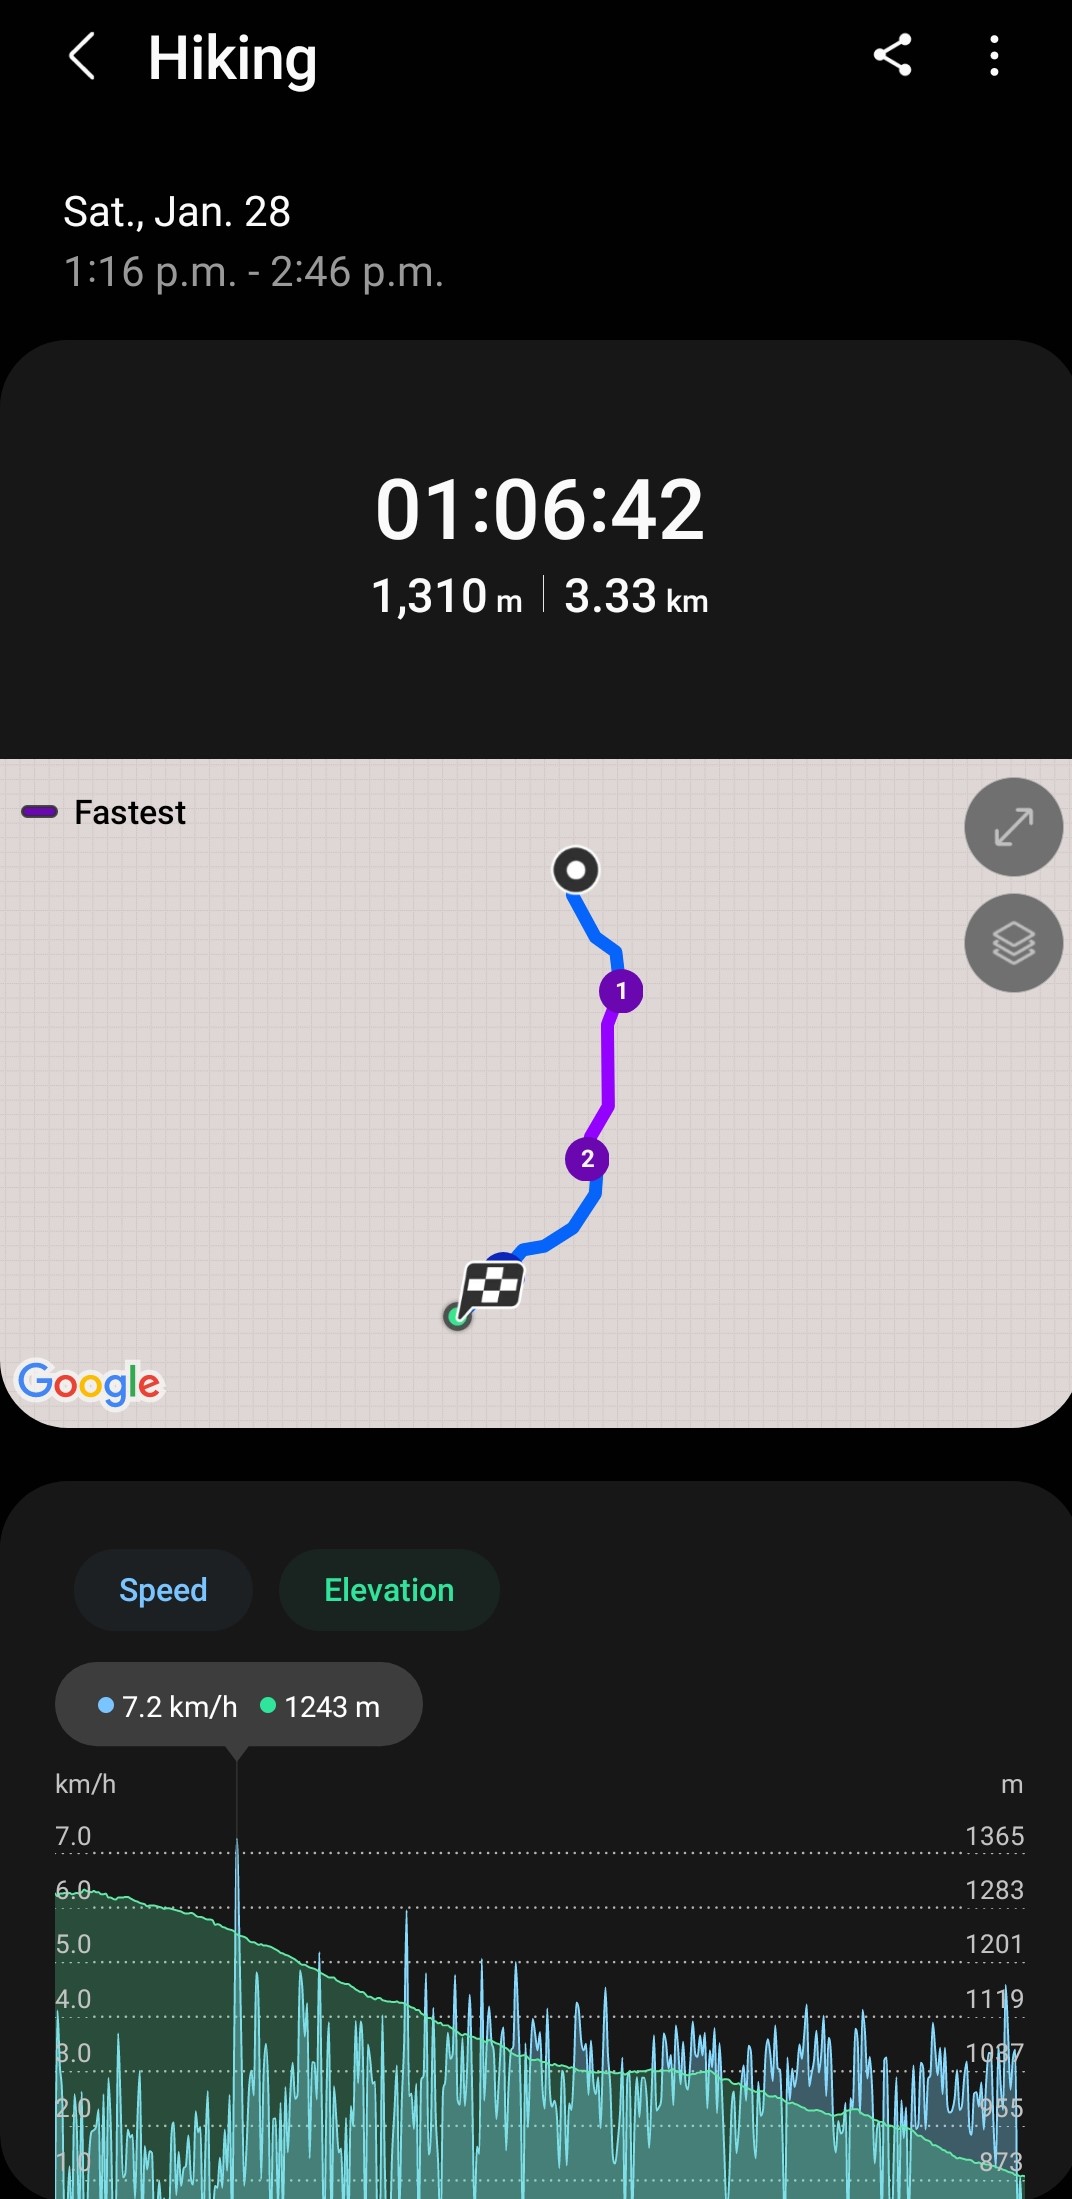 Hiking
Sat., Jan. 28
1:16 p.m. - 2:46 p.m.
01:06:42
1,310 m | 3.33 km
Fastest
1
2
Google
Speed Elevation
7.2 km/h 1243 m
km/h m
7.0 1365
6.0 1283
5.0 1201
4.0 1119
3.0 1037
2.0 955
1.0 873